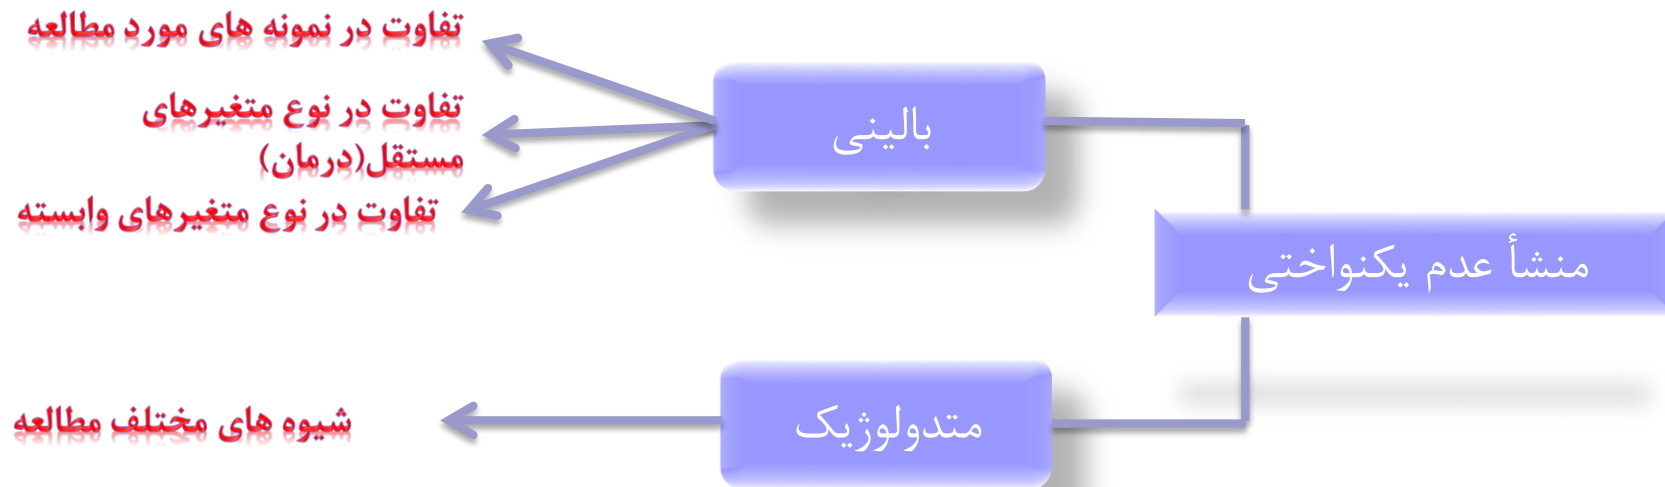 منشأ عدم یکنواختی
بالینی
تفاوت در نمونه های مورد مطالعه
تفاوت در نوع متغیرهای
مستقل(درمان)
تفاوت در نوع متغیرهای وابسته
متدولوژیک
شیوه های مختلف مطالعه